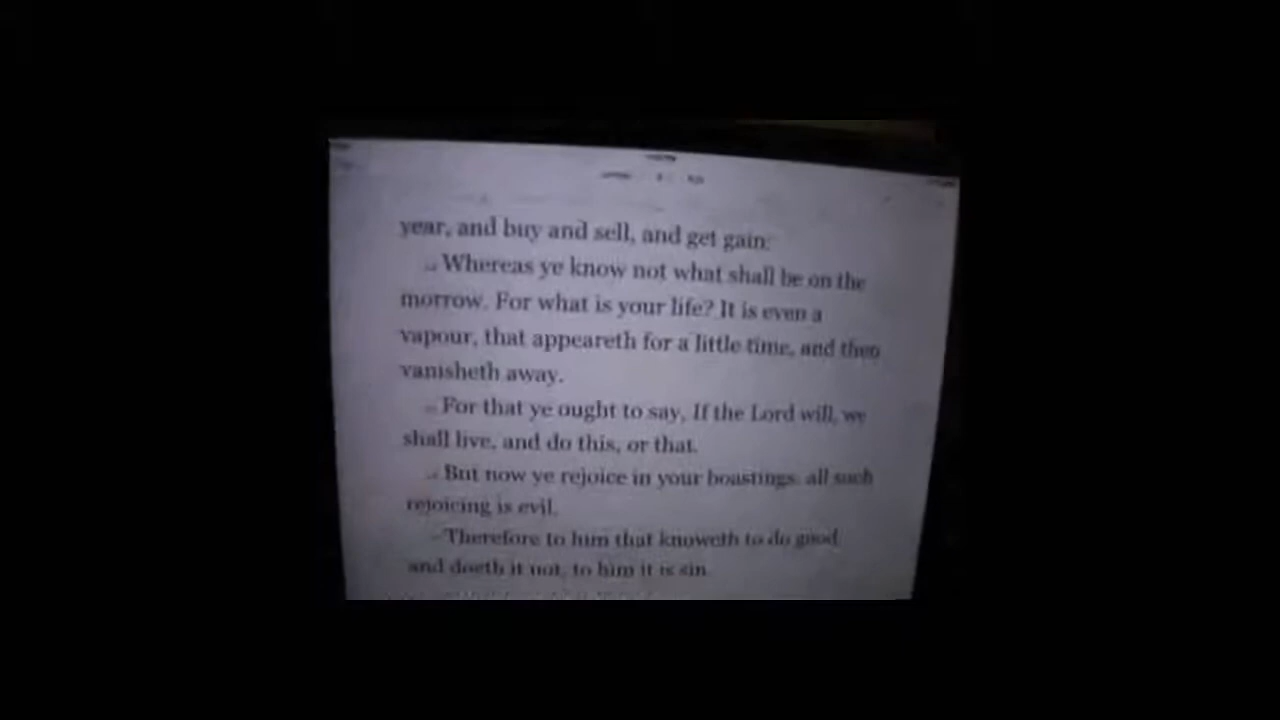 year, and buy and sell, and get gain:
Whereas ye know not what shall be on the
morrow. For what is your life? It is even a
vapour, that appeareth for a little time, and then
vanisheth away.
For that ye ought to say, If the Lord will, we
shall live, and do this, or that.
But now ye rejoice in your boastings: all such
rejoicing is evil.
Therefore to him that knoweth to do good,
and doeth it not, to him it is sin.